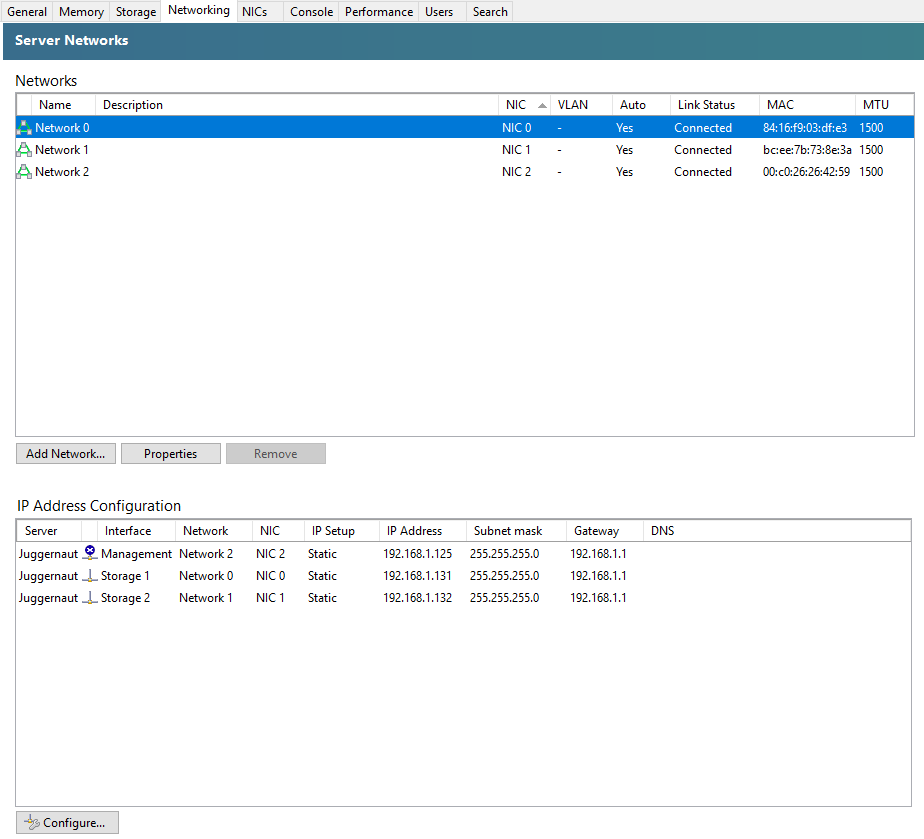 General Memory Storage Networking NICs Console Performance Users Search
Server Networks
Networks
Name Description NIC VLAN Auto Link Status MAC MTU
Network 0 NIC 0 - Yes Connected 84:16:f9:03:df:e3 1500
Network 1 NIC 1 - Yes Connected bc:ee:7b:73:8e:3a 1500
Network 2 NIC 2 - Yes Connected 00:c0:26:26:42:59 1500
Add Network... Properties Remove
IP Address Configuration
Server Interface Network NIC IP Setup IP Address Subnet mask Gateway DNS
Juggernaut Management Network 2 NIC 2 Static 192.168.1.125 255.255.255.0 192.168.1.1
Juggernaut Storage 1 Network 0 NIC 0 Static 192.168.1.131 255.255.255.0 192.168.1.1
Juggernaut Storage 2 Network 1 NIC 1 Static 192.168.1.132 255.255.255.0 192.168.1.1
Configure...